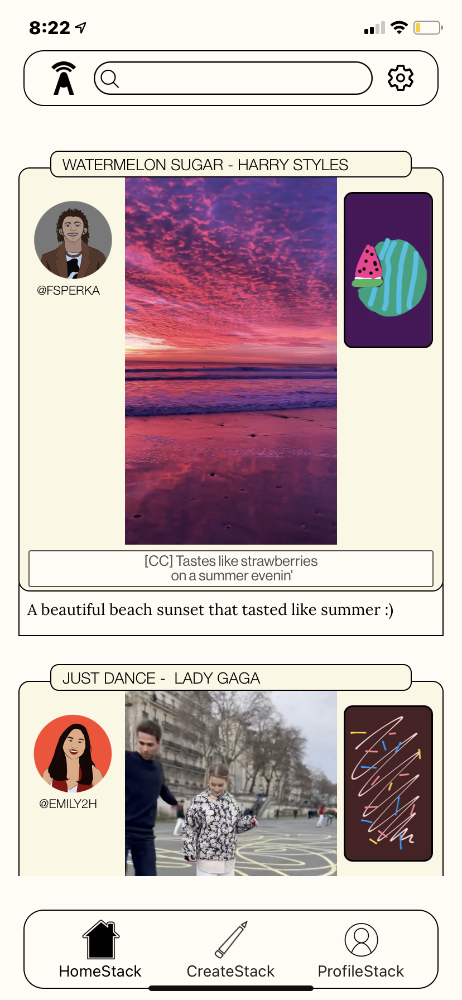 8:22
WATERMELON SUGAR - HARRY STYLES
@FSPERKA
[CC] Tastes like strawberries
on a summer evenin'
A beautiful beach sunset that tasted like summer :)
JUST DANCE -  LADY GAGA
@EMILY2H
HomeStack
CreateStack
ProfileStack